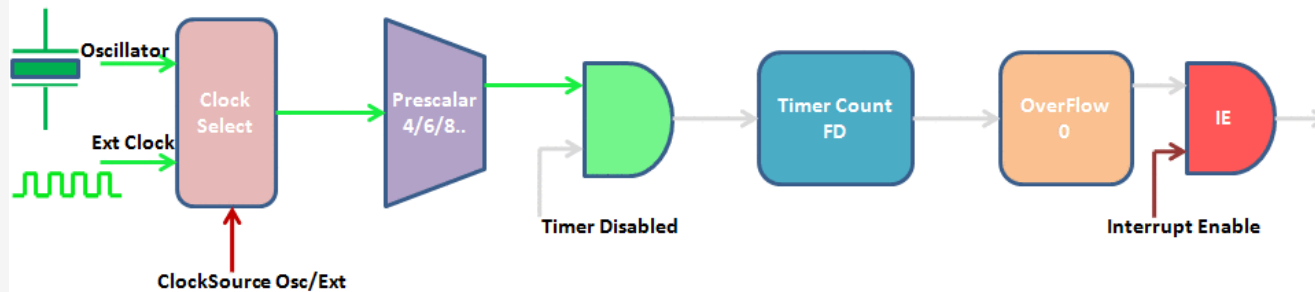 Oscillator
Ext Clock
Clock
Select
ClockSource Osc/Ext
Prescalar
4/6/8..
Timer Disabled
Timer Count
FD
OverFlow
0
IE
Interrupt Enable